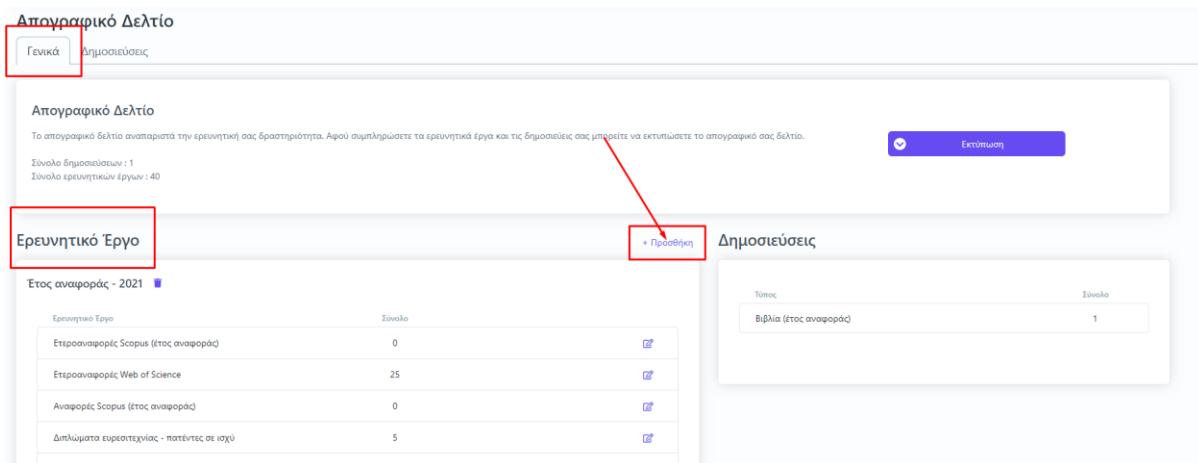 Απογραφικό Δελτίο
Γενικά
Δημοσιεύσεις
Απογραφικό Δελτίο
Το απογραφικό δελτίο αναπαριστά την ερευνητική σας δραστηριότητα. Αφού συμπληρώσετε τα ερευνητικά έργα και τις δημοσιεύεις σας μπορείτε να εκτυπώσετε το απογραφικό σας δελτίο.
Εκτύπωση
Σύνολο δημοσιεύσεων : 1
Σύνολο ερευνητικών έργων : 40
Ερευνητικό Έργο
+ Προσθήκη
Έτος αναφοράς - 2021
Ερευνητικό Έργο Σύνολο
Ετεροαναφορές Scopus (έτος αναφοράς) 0
Ετεροαναφορές Web of Science 25
Αναφορές Scopus (έτος αναφοράς) 0
Διπλώματα ευρεσιτεχνίας - πατέντες σε ισχύ 5
Δημοσιεύσεις
Τύπος Σύνολο
Βιβλία (έτος αναφοράς) 1